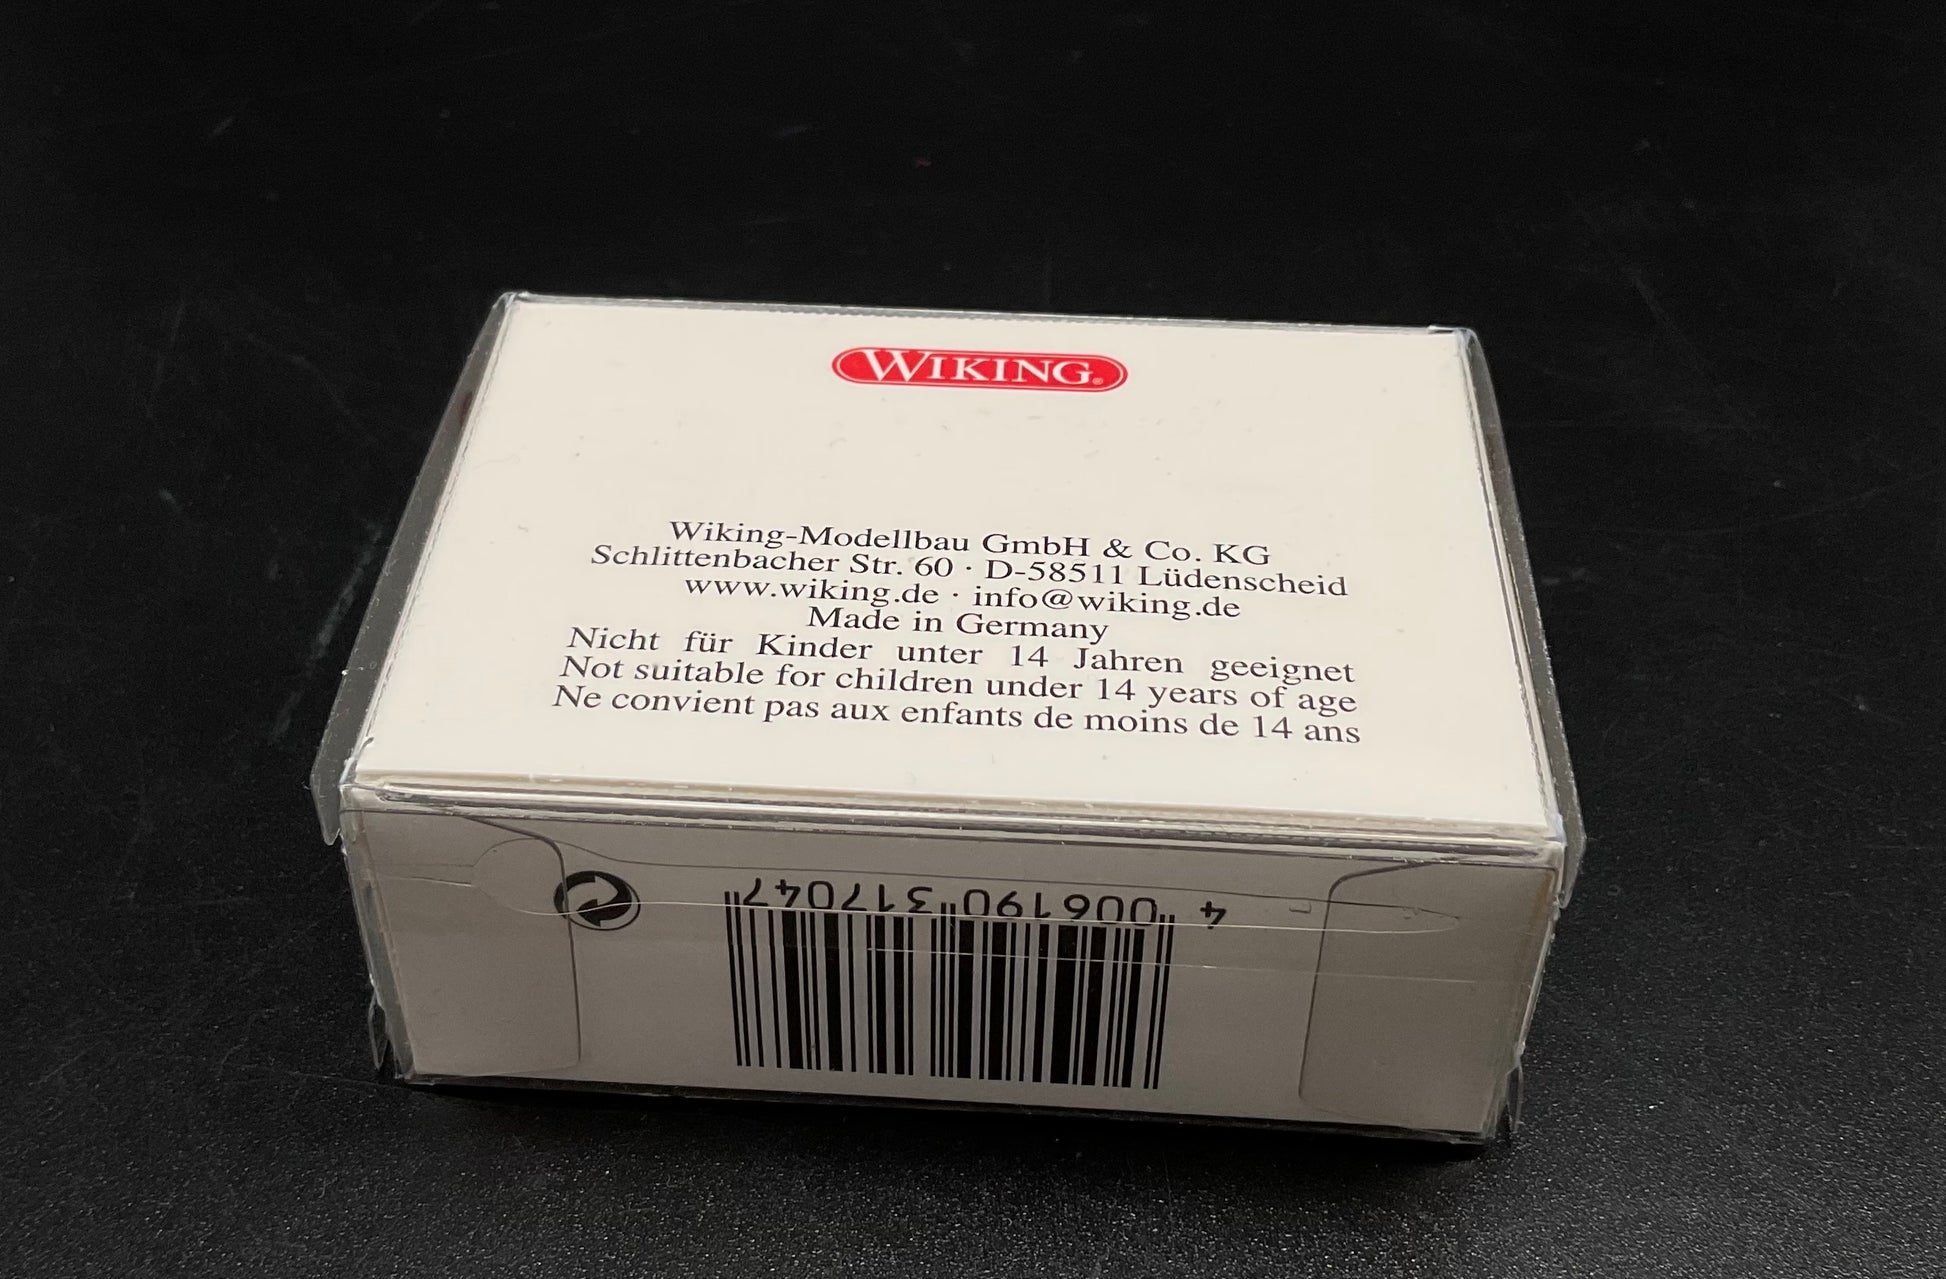 WIKING®
Wiking-Modellbau GmbH & Co. KG
Schlittenbacher Str. 60 · D-58511 Lüdenscheid
www.wiking.de · info@wiking.de
Made in Germany
Nicht für Kinder unter 14 Jahren geeignet
Not suitable for children under 14 years of age
Ne convient pas aux enfants de moins de 14 ans
4 006190 317047